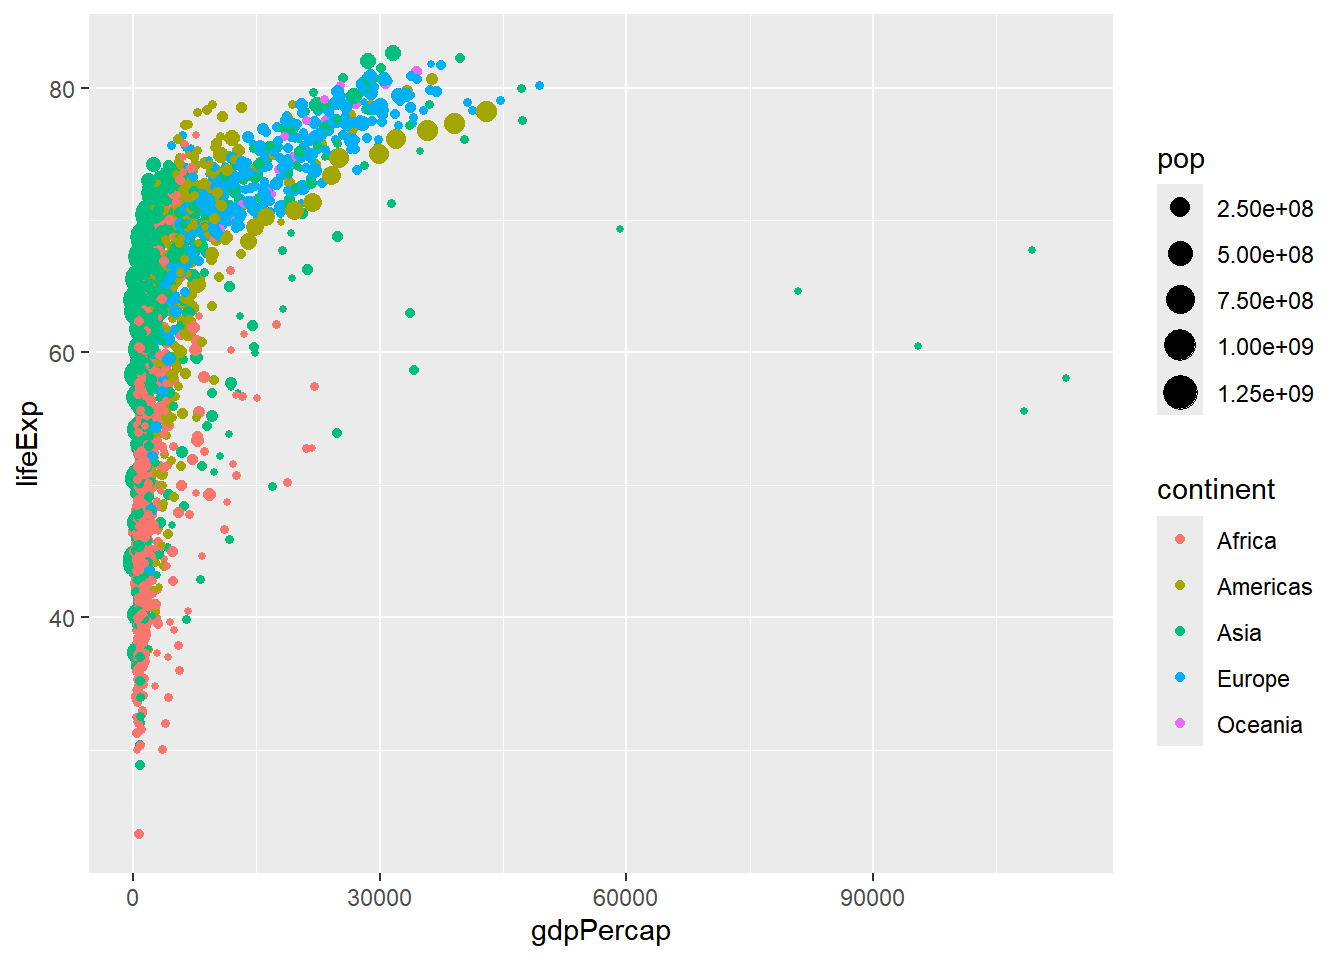 80
60
40
lifeExp
0 30000 60000 90000
gdpPercap
pop
2.50e+08
5.00e+08
7.50e+08
1.00e+09
1.25e+09
continent
Africa
Americas
Asia
Europe
Oceania